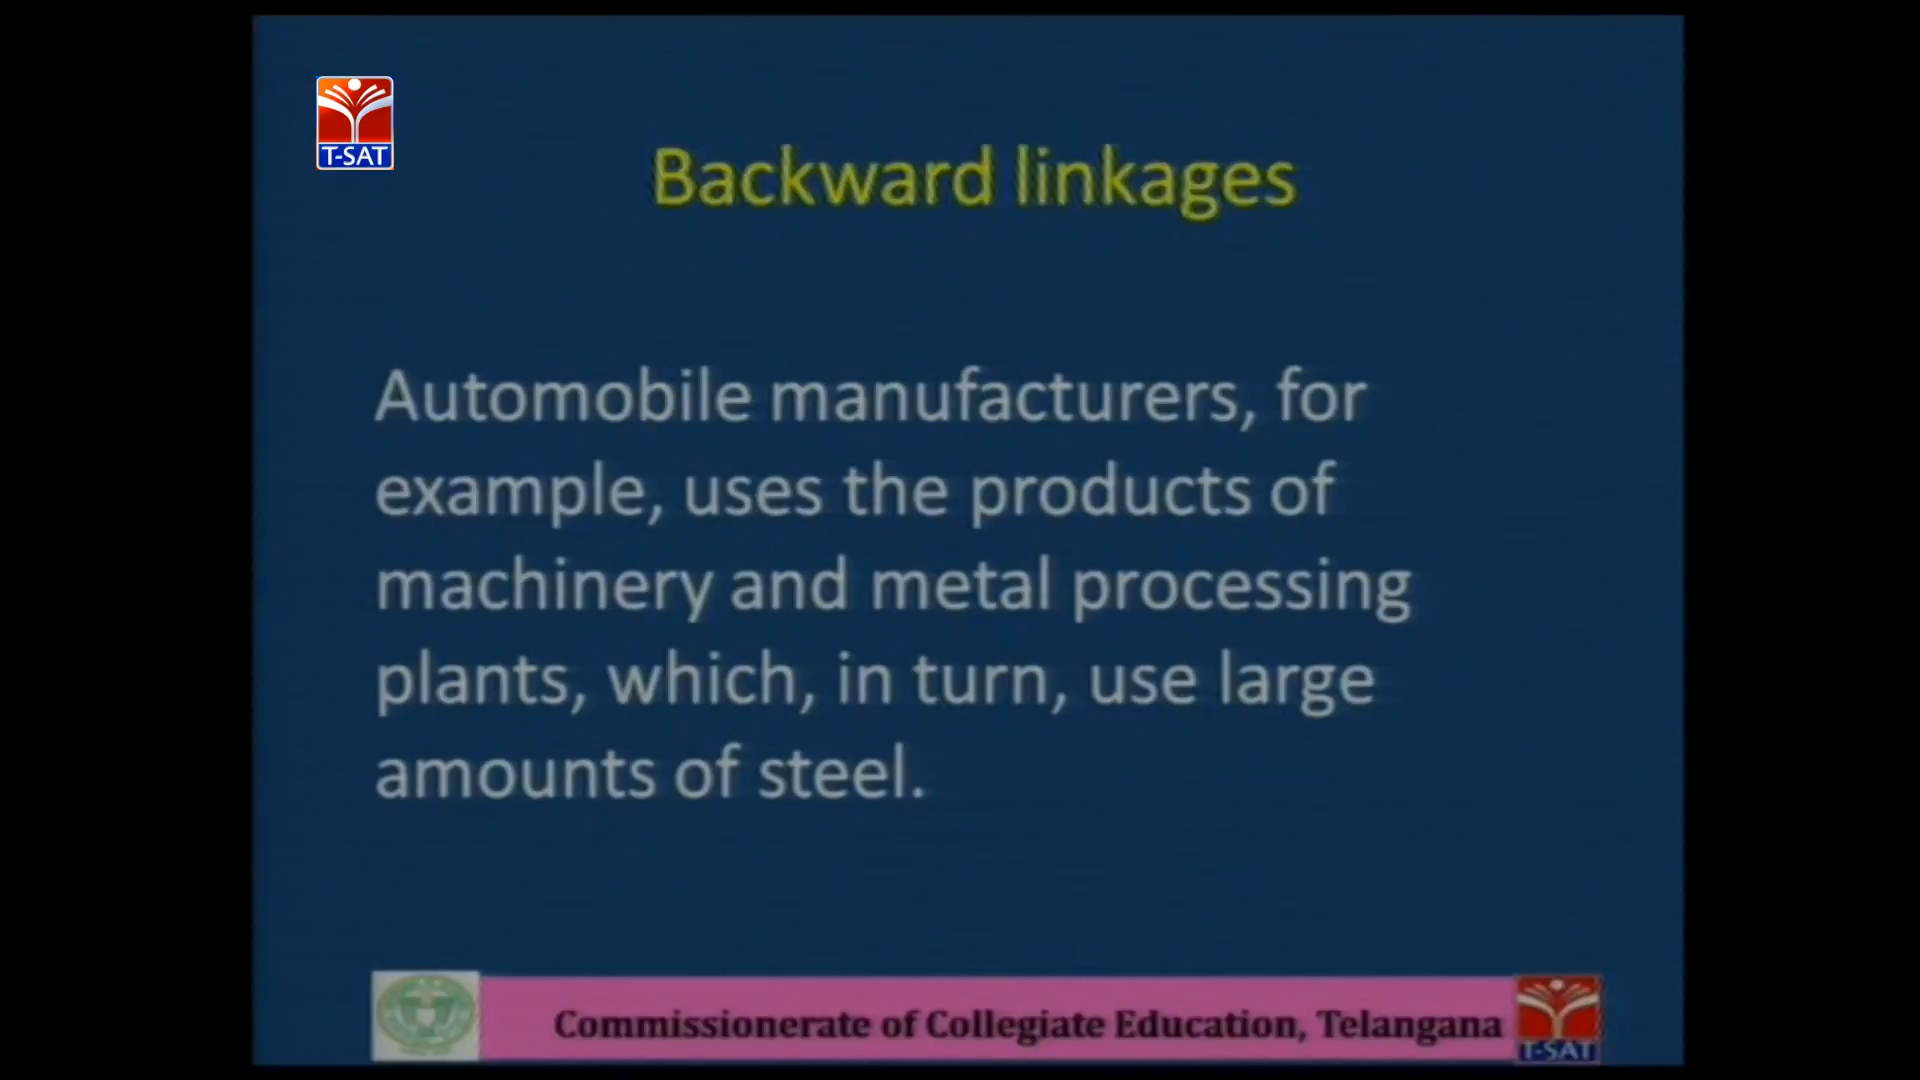 T-SAT
Backward linkages
Automobile manufacturers, for
example, uses the products of
machinery and metal processing
plants, which, in turn, use large
amounts of steel.
Commissionerate of Collegiate Education, Telangana
T-SAT